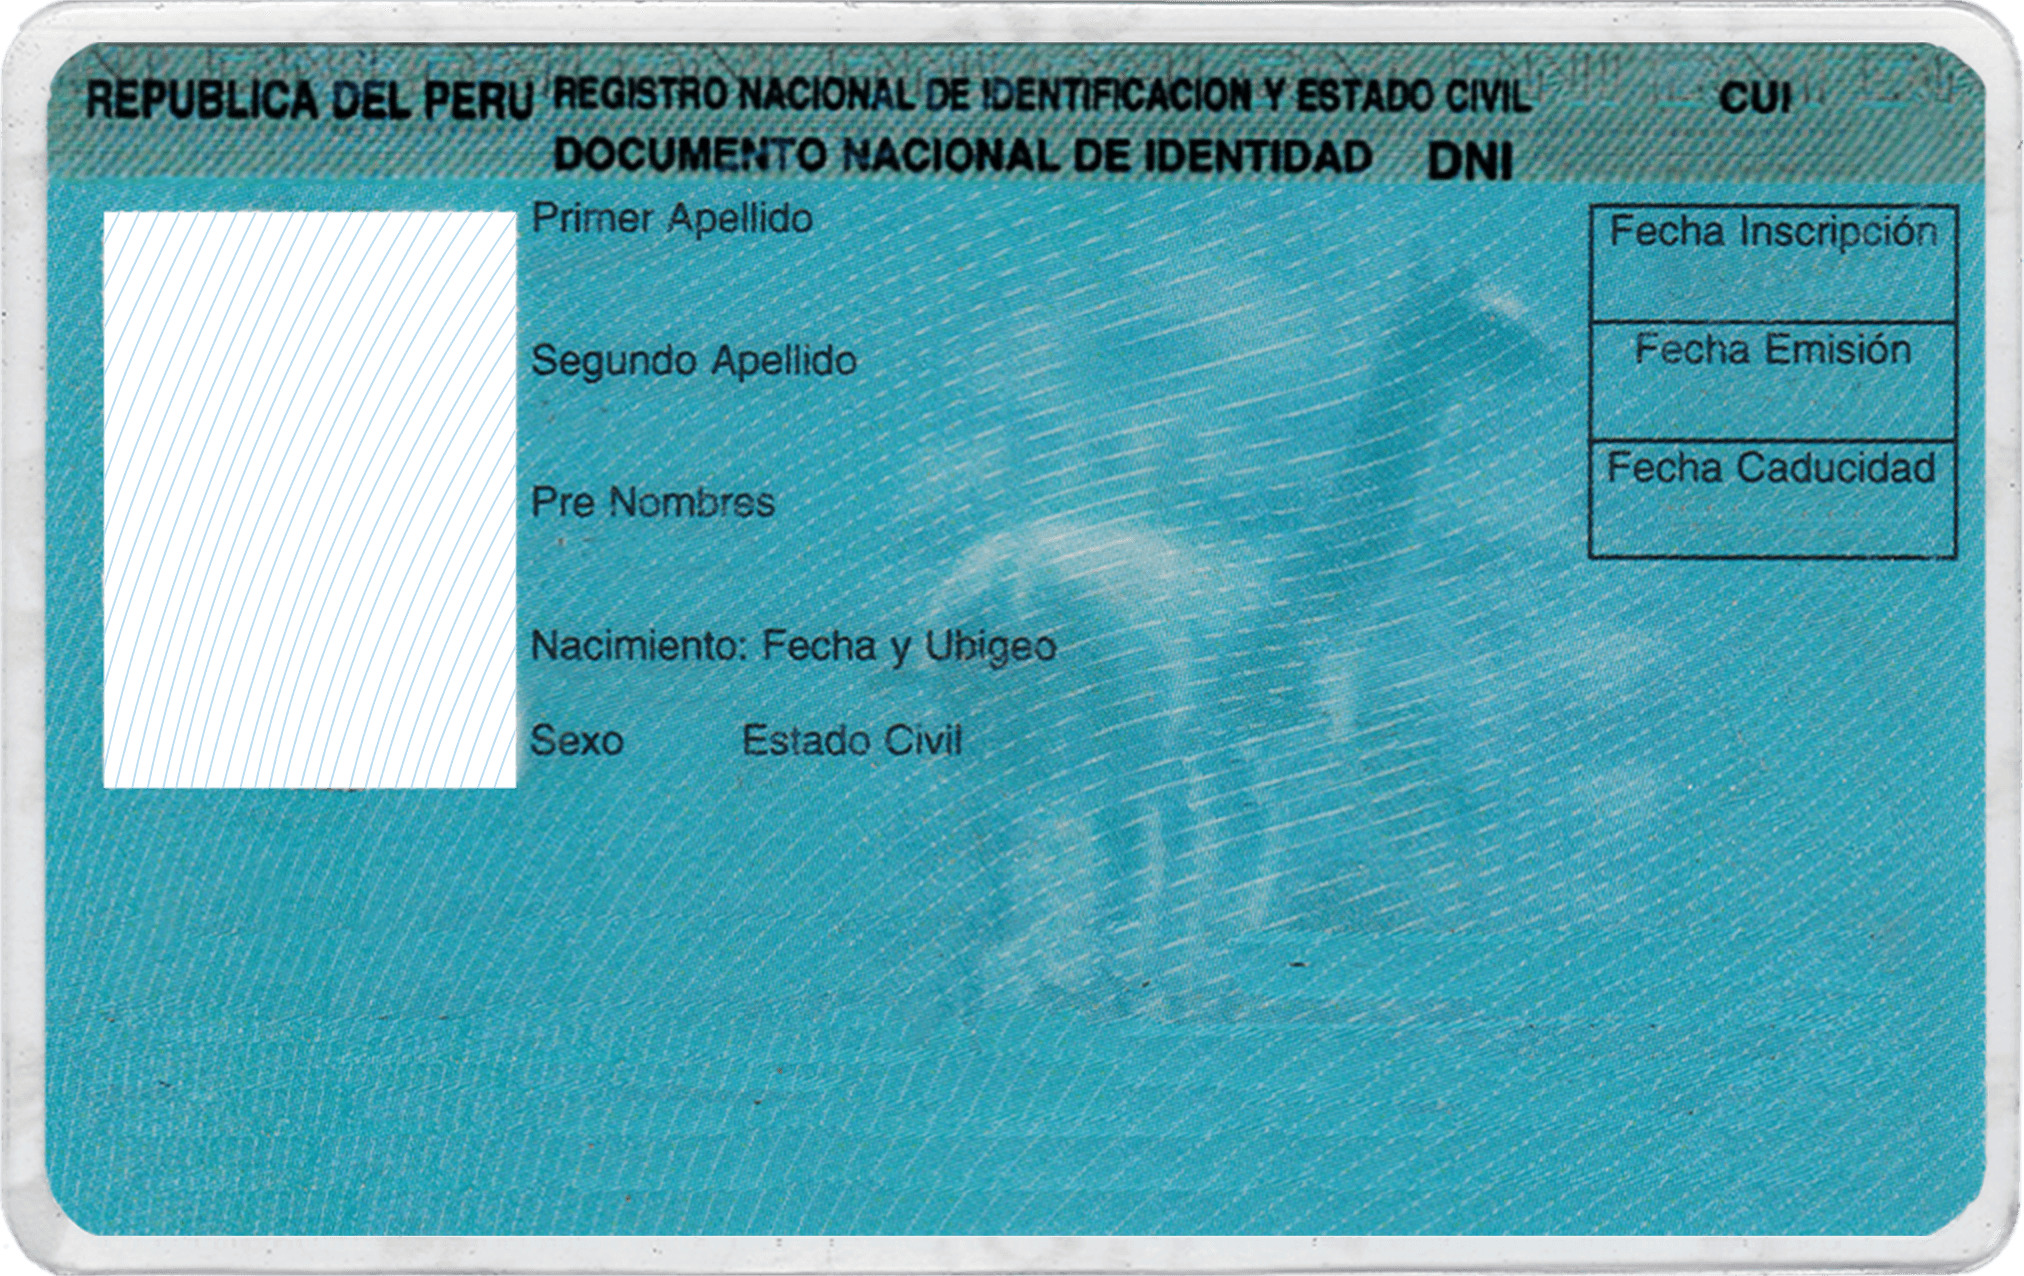 REPUBLICA DEL PERU REGISTRO NACIONAL DE IDENTIFICACION Y ESTADO CIVIL CUI
DOCUMENTO NACIONAL DE IDENTIDAD DNI
Primer Apellido
Segundo Apellido
Pre Nombres
Nacimiento: Fecha y Ubigeo
Sexo Estado Civil
Fecha Inscripción
Fecha Emisión
Fecha Caducidad